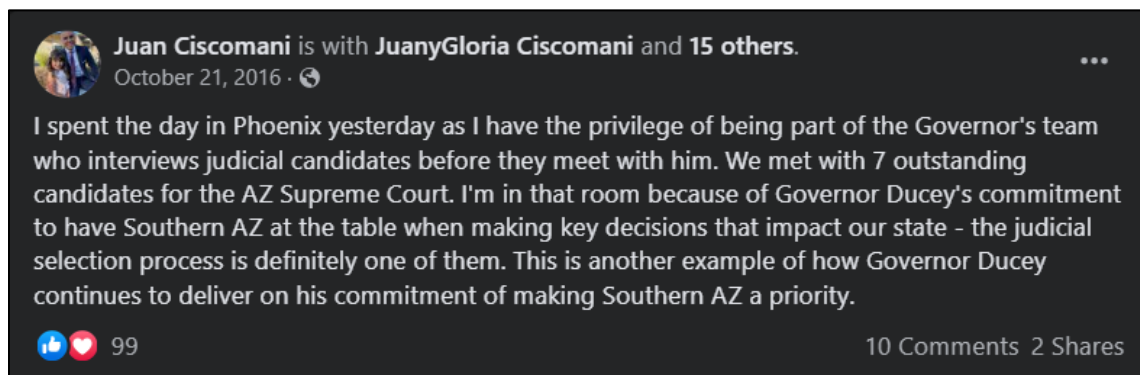 Juan Ciscomani is with JuanyGloria Ciscomani and 15 others.
October 21, 2016 ·
I spent the day in Phoenix yesterday as I have the privilege of being part of the Governor's team
who interviews judicial candidates before they meet with him. We met with 7 outstanding
candidates for the AZ Supreme Court. I'm in that room because of Governor Ducey's commitment
to have Southern AZ at the table when making key decisions that impact our state - the judicial
selection process is definitely one of them. This is another example of how Governor Ducey
continues to deliver on his commitment of making Southern AZ a priority.
99
10 Comments 2 Shares